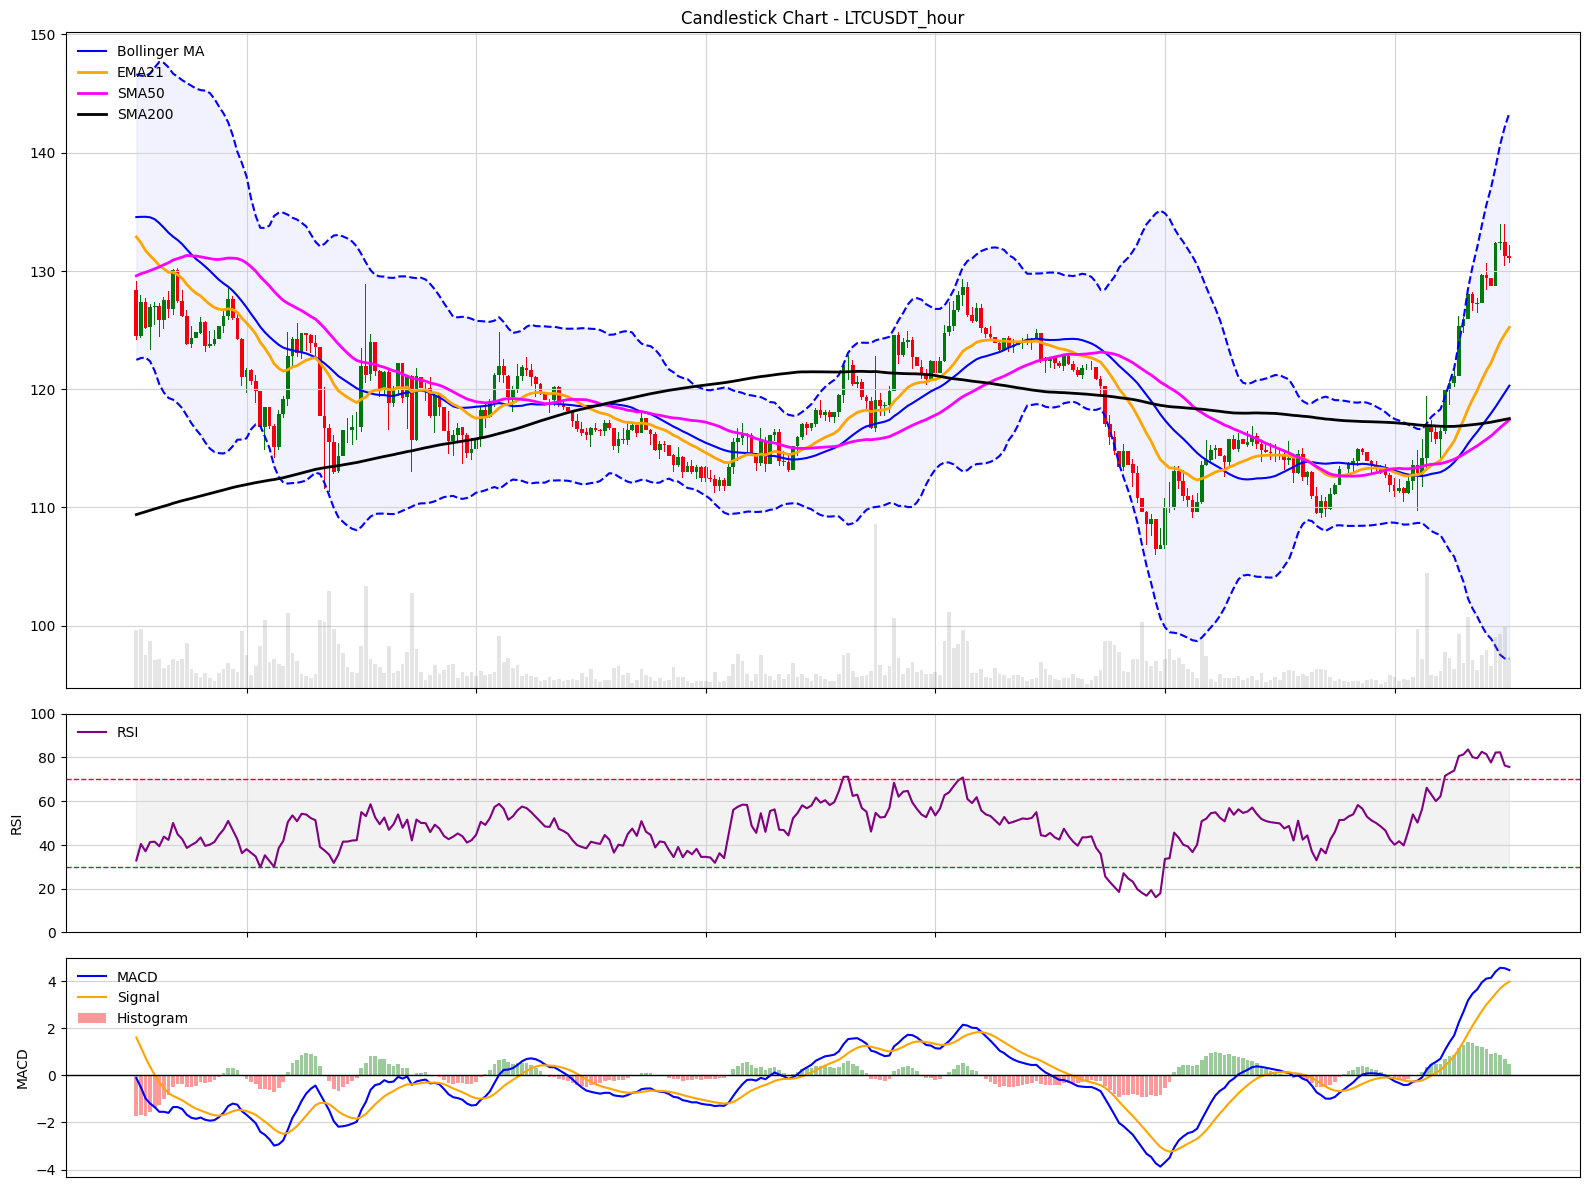 Candlestick Chart - LTCUSDT_hour
150
140
130
120
110
100
Bollinger MA
EMA21
SMA50
SMA200
100
80
60
40
20
0
RSI
RSI
4
2
0
−2
−4
MACD
MACD
Signal
Histogram